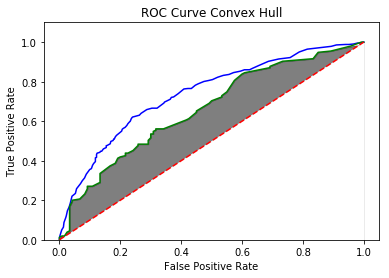 ROC Curve Convex Hull
True Positive Rate
1.0
0.8
0.6
0.4
0.2
0.0
0.0 0.2 0.4 0.6 0.8 1.0
False Positive Rate